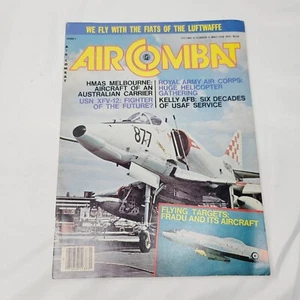 WE FLY WITH THE FIATS OF THE LUFTWAFFE
AIR COMBAT
HMAS MELBOURNE:
AIRCRAFT OF AN
AUSTRALIAN CARRIER
USN XFV-12: FIGHTER
OF THE FUTURE?
ROYAL ARMY AIR CORPS:
HUGE HELICOPTER
GATHERING
KELLY AFB: SIX DECADES
OF USAF SERVICE
877
FLYING TARGETS:
FRADU AND ITS AIRCRAFT